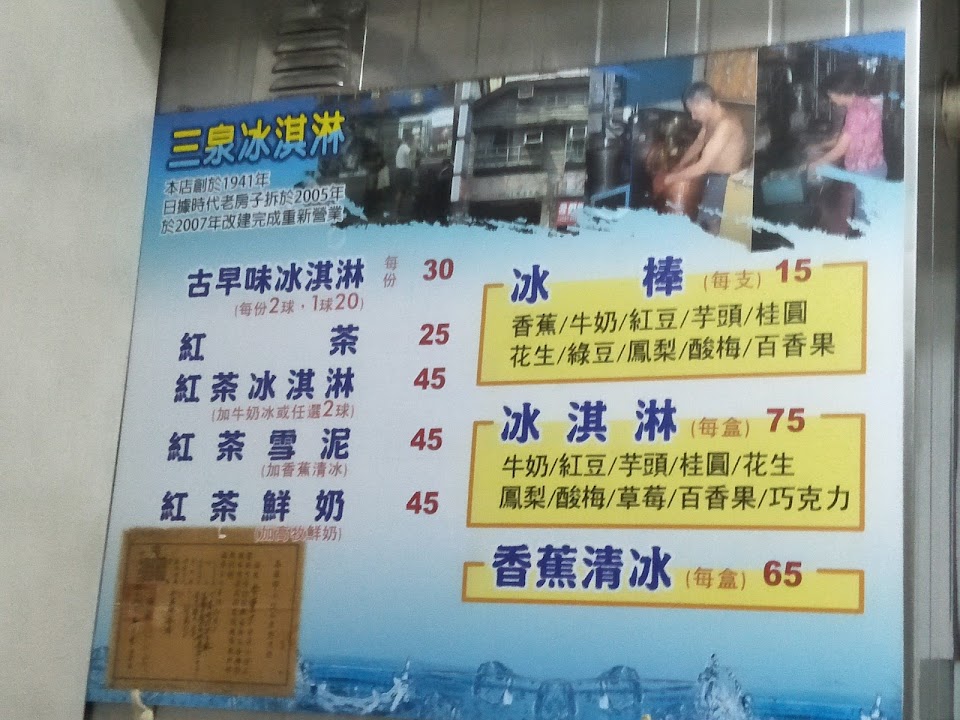 三泉冰淇淋
本店創於1941年
日據時代老房子拆於2005年
於2007年改建完成重新營業
古早味冰淇淋 每份 30
(每份2球,1球20)
紅茶 25
紅茶冰淇淋 45
(加牛奶冰或任選2球)
紅茶雪泥 45
(加香蕉清冰)
紅茶鮮奶 45
(加高牧鮮奶)
冰棒 (每支) 15
香蕉/牛奶/紅豆/芋頭/桂圓
花生/綠豆/鳳梨/酸梅/百香果
冰淇淋 (每盒) 75
牛奶/紅豆/芋頭/桂圓/花生
鳳梨/酸梅/草莓/百香果/巧克力
香蕉清冰 (每盒) 65